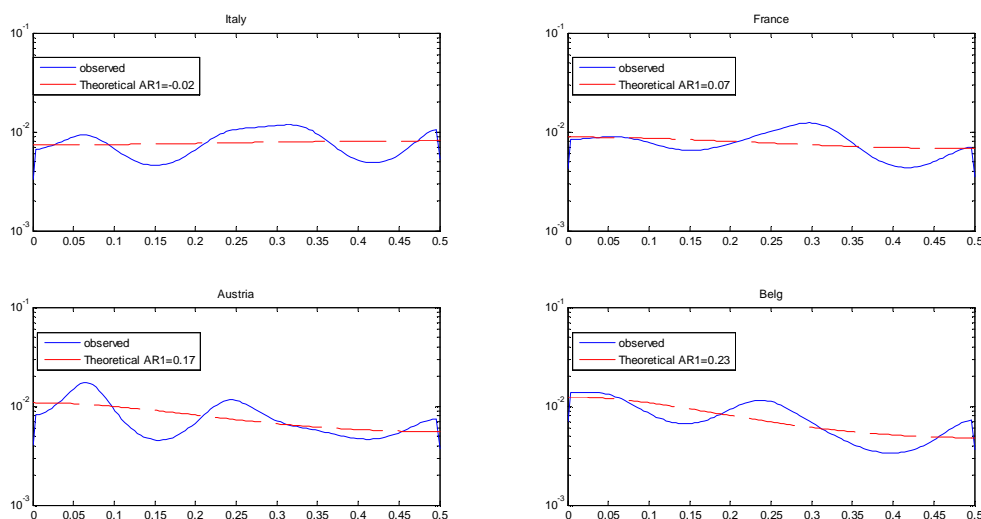 Italy
10^-1
10^-2
10^-3
observed
Theoretical AR1=-0.02
0 0.05 0.1 0.15 0.2 0.25 0.3 0.35 0.4 0.45 0.5
France
10^-1
10^-2
10^-3
observed
Theoretical AR1=0.07
0 0.05 0.1 0.15 0.2 0.25 0.3 0.35 0.4 0.45 0.5
Austria
10^-1
10^-2
10^-3
observed
Theoretical AR1=0.17
0 0.05 0.1 0.15 0.2 0.25 0.3 0.35 0.4 0.45 0.5
Belg
10^-1
10^-2
10^-3
observed
Theoretical AR1=0.23
0 0.05 0.1 0.15 0.2 0.25 0.3 0.35 0.4 0.45 0.5